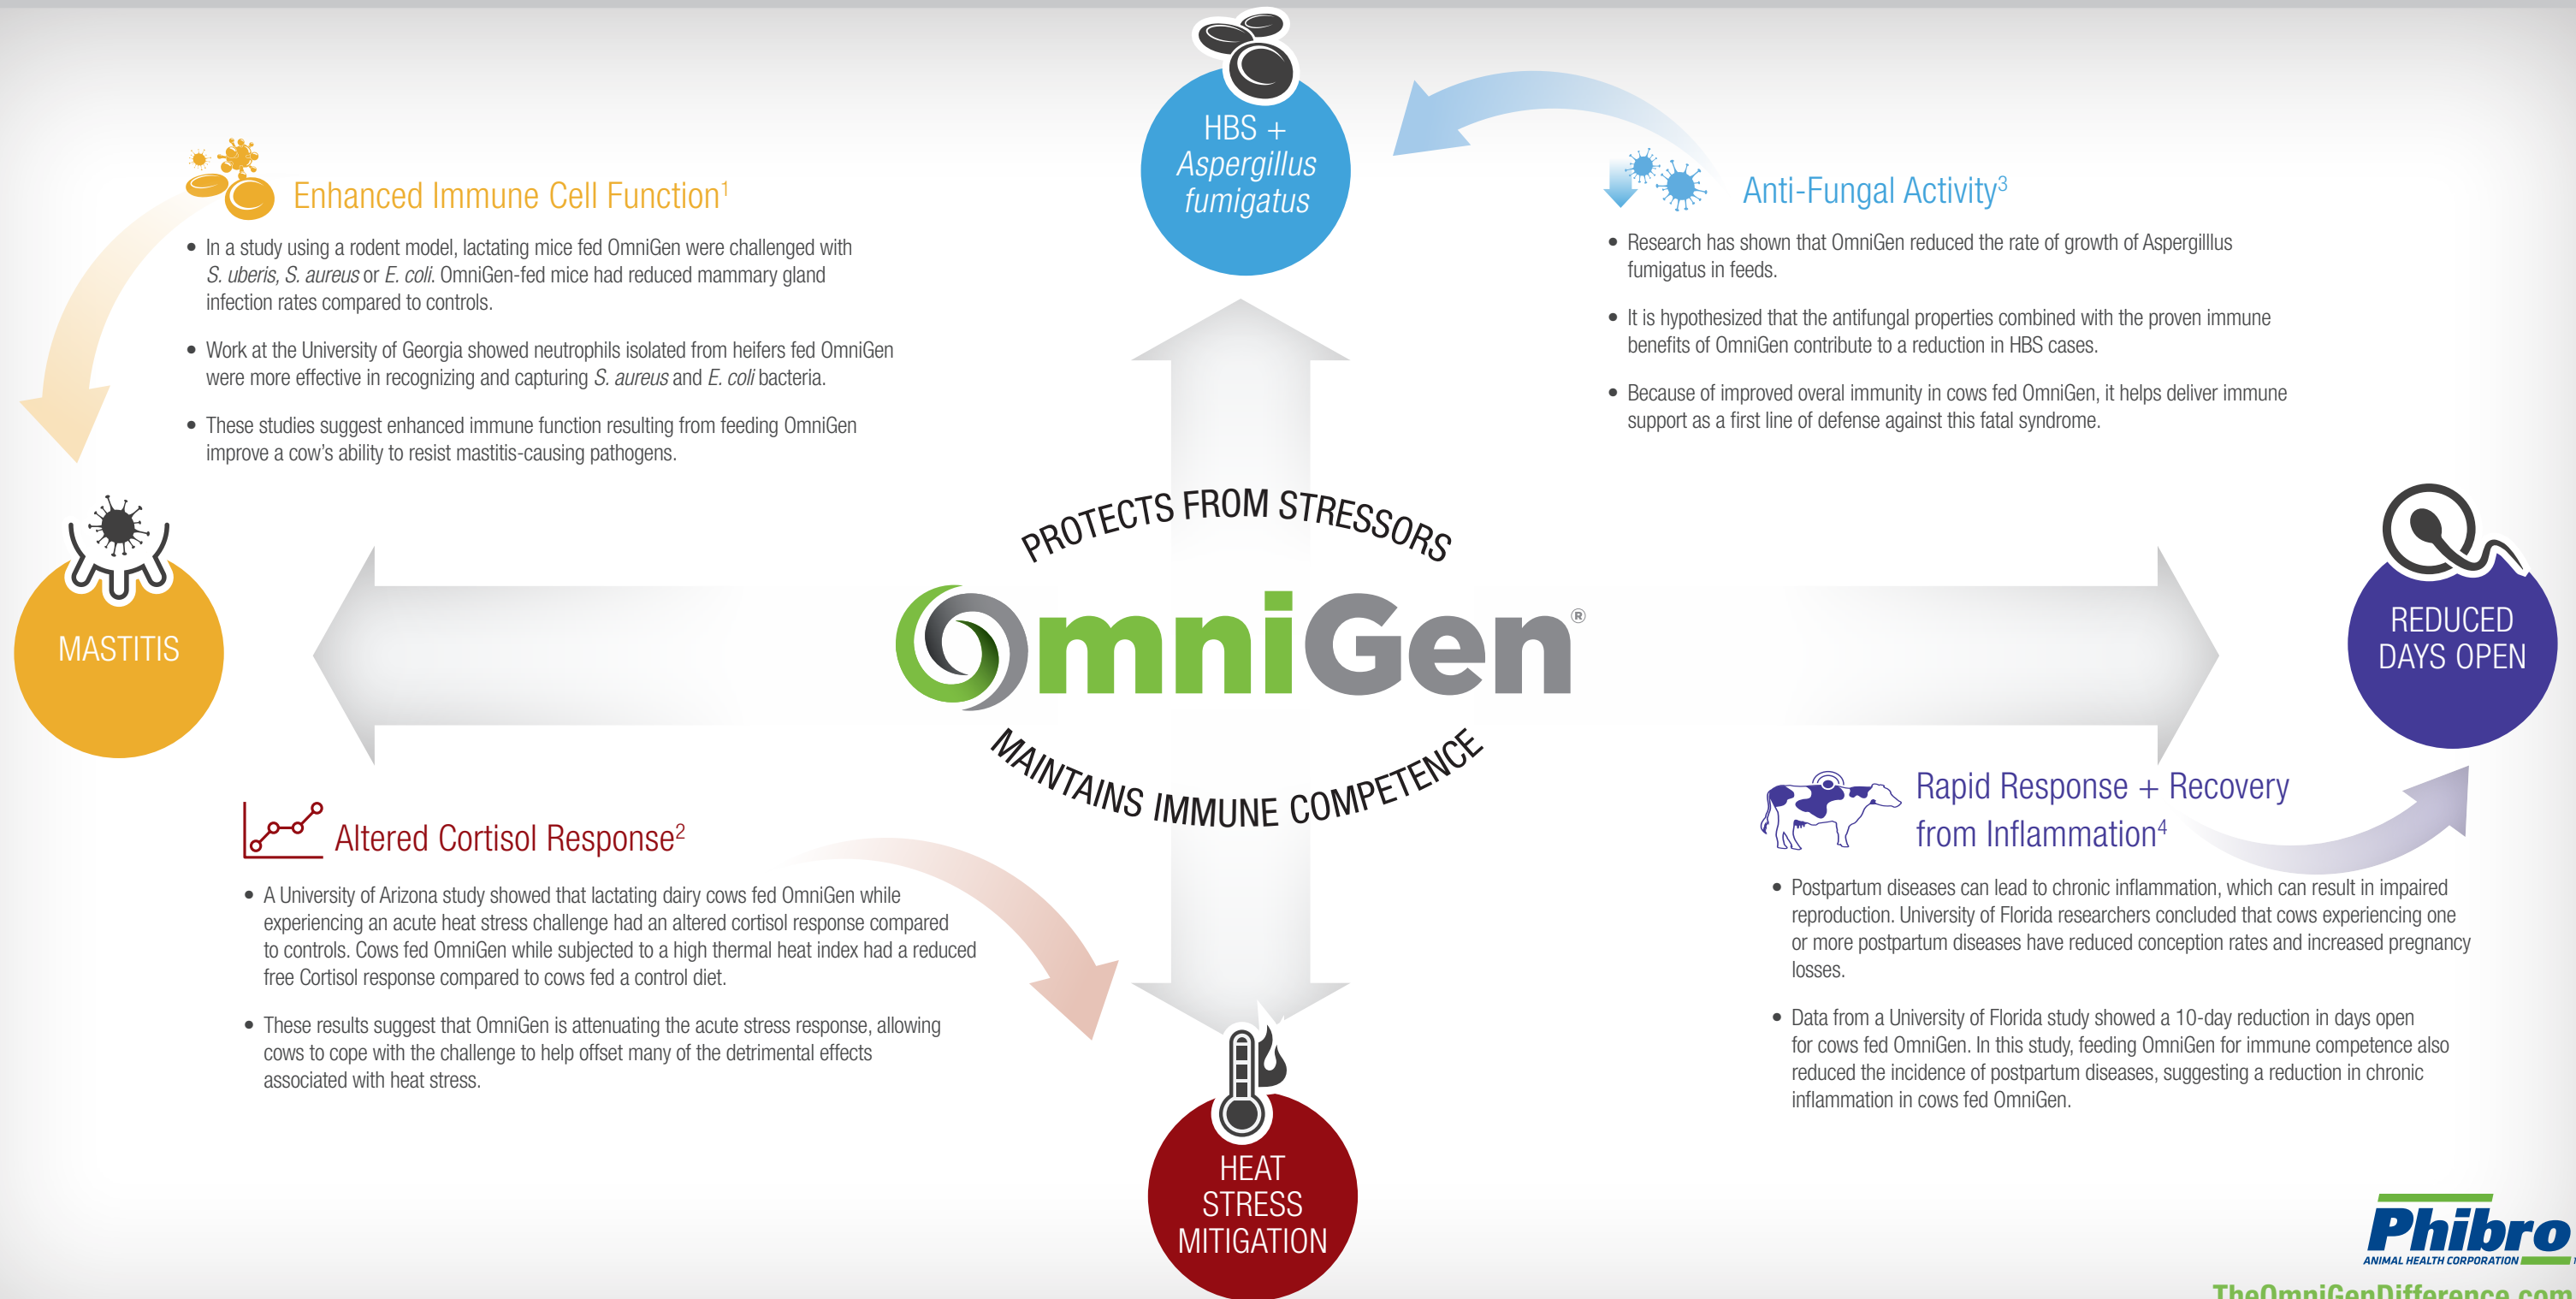 HBS +
Aspergillus
fumigatus
Enhanced Immune Cell Function¹
• In a study using a rodent model, lactating mice fed OmniGen were challenged with
S. uberis, S. aureus or E. coli. OmniGen-fed mice had reduced mammary gland
infection rates compared to controls.
• Work at the University of Georgia showed neutrophils isolated from heifers fed OmniGen
were more effective in recognizing and capturing S. aureus and E. coli bacteria.
• These studies suggest enhanced immune function resulting from feeding OmniGen
improve a cow's ability to resist mastitis-causing pathogens.
Anti-Fungal Activity³
• Research has shown that OmniGen reduced the rate of growth of Aspergilllus
fumigatus in feeds.
• It is hypothesized that the antifungal properties combined with the proven immune
benefits of OmniGen contribute to a reduction in HBS cases.
• Because of improved overal immunity in cows fed OmniGen, it helps deliver immune
support as a first line of defense against this fatal syndrome.
MASTITIS
PROTECTS FROM STRESSORS
OmniGen®
MAINTAINS IMMUNE COMPETENCE
REDUCED
DAYS OPEN
Altered Cortisol Response²
• A University of Arizona study showed that lactating dairy cows fed OmniGen while
experiencing an acute heat stress challenge had an altered cortisol response compared
to controls. Cows fed OmniGen while subjected to a high thermal heat index had a reduced
free Cortisol response compared to cows fed a control diet.
• These results suggest that OmniGen is attenuating the acute stress response, allowing
cows to cope with the challenge to help offset many of the detrimental effects
associated with heat stress.
Rapid Response + Recovery
from Inflammation⁴
• Postpartum diseases can lead to chronic inflammation, which can result in impaired
reproduction. University of Florida researchers concluded that cows experiencing one
or more postpartum diseases have reduced conception rates and increased pregnancy
losses.
• Data from a University of Florida study showed a 10-day reduction in days open
for cows fed OmniGen. In this study, feeding OmniGen for immune competence also
reduced the incidence of postpartum diseases, suggesting a reduction in chronic
inflammation in cows fed OmniGen.
HEAT
STRESS
MITIGATION
Phibro
ANIMAL HEALTH CORPORATION
TheOmniGenDifference.com